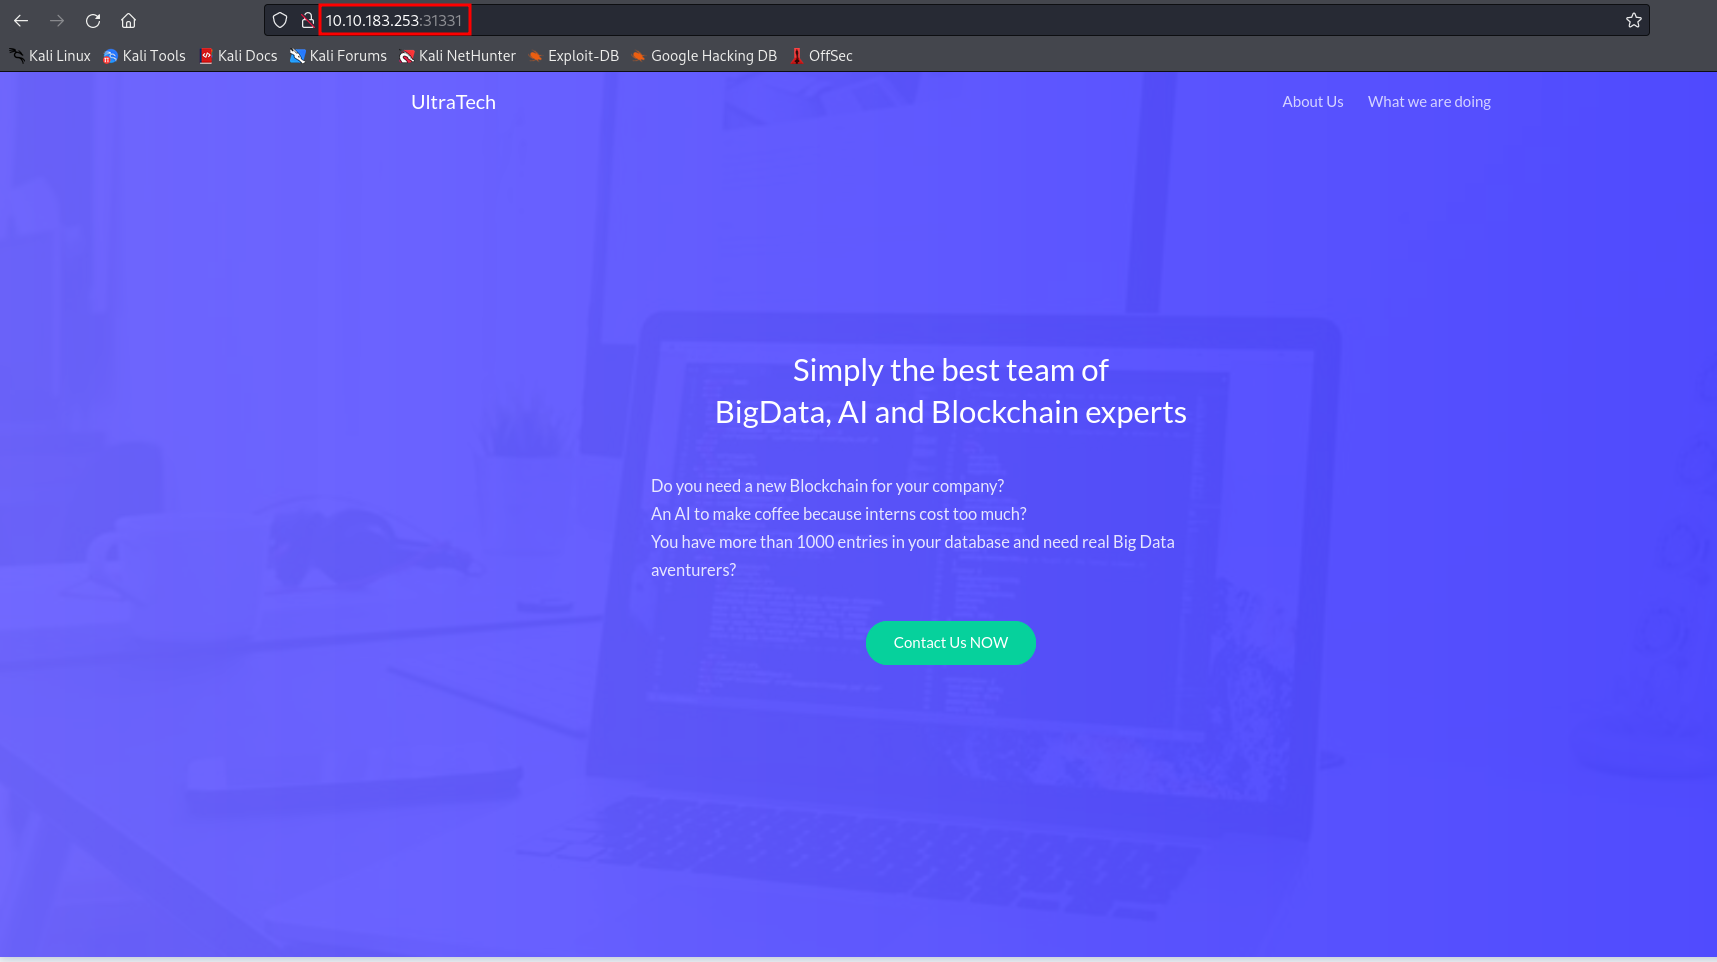 10.10.183.253:31331
Kali Linux Kali Tools Kali Docs Kali Forums Kali NetHunter Exploit-DB Google Hacking DB OffSec
UltraTech About Us What we are doing
Simply the best team of
BigData, AI and Blockchain experts
Do you need a new Blockchain for your company?
An AI to make coffee because interns cost too much?
You have more than 1000 entries in your database and need real Big Data
aventurers?
Contact Us NOW